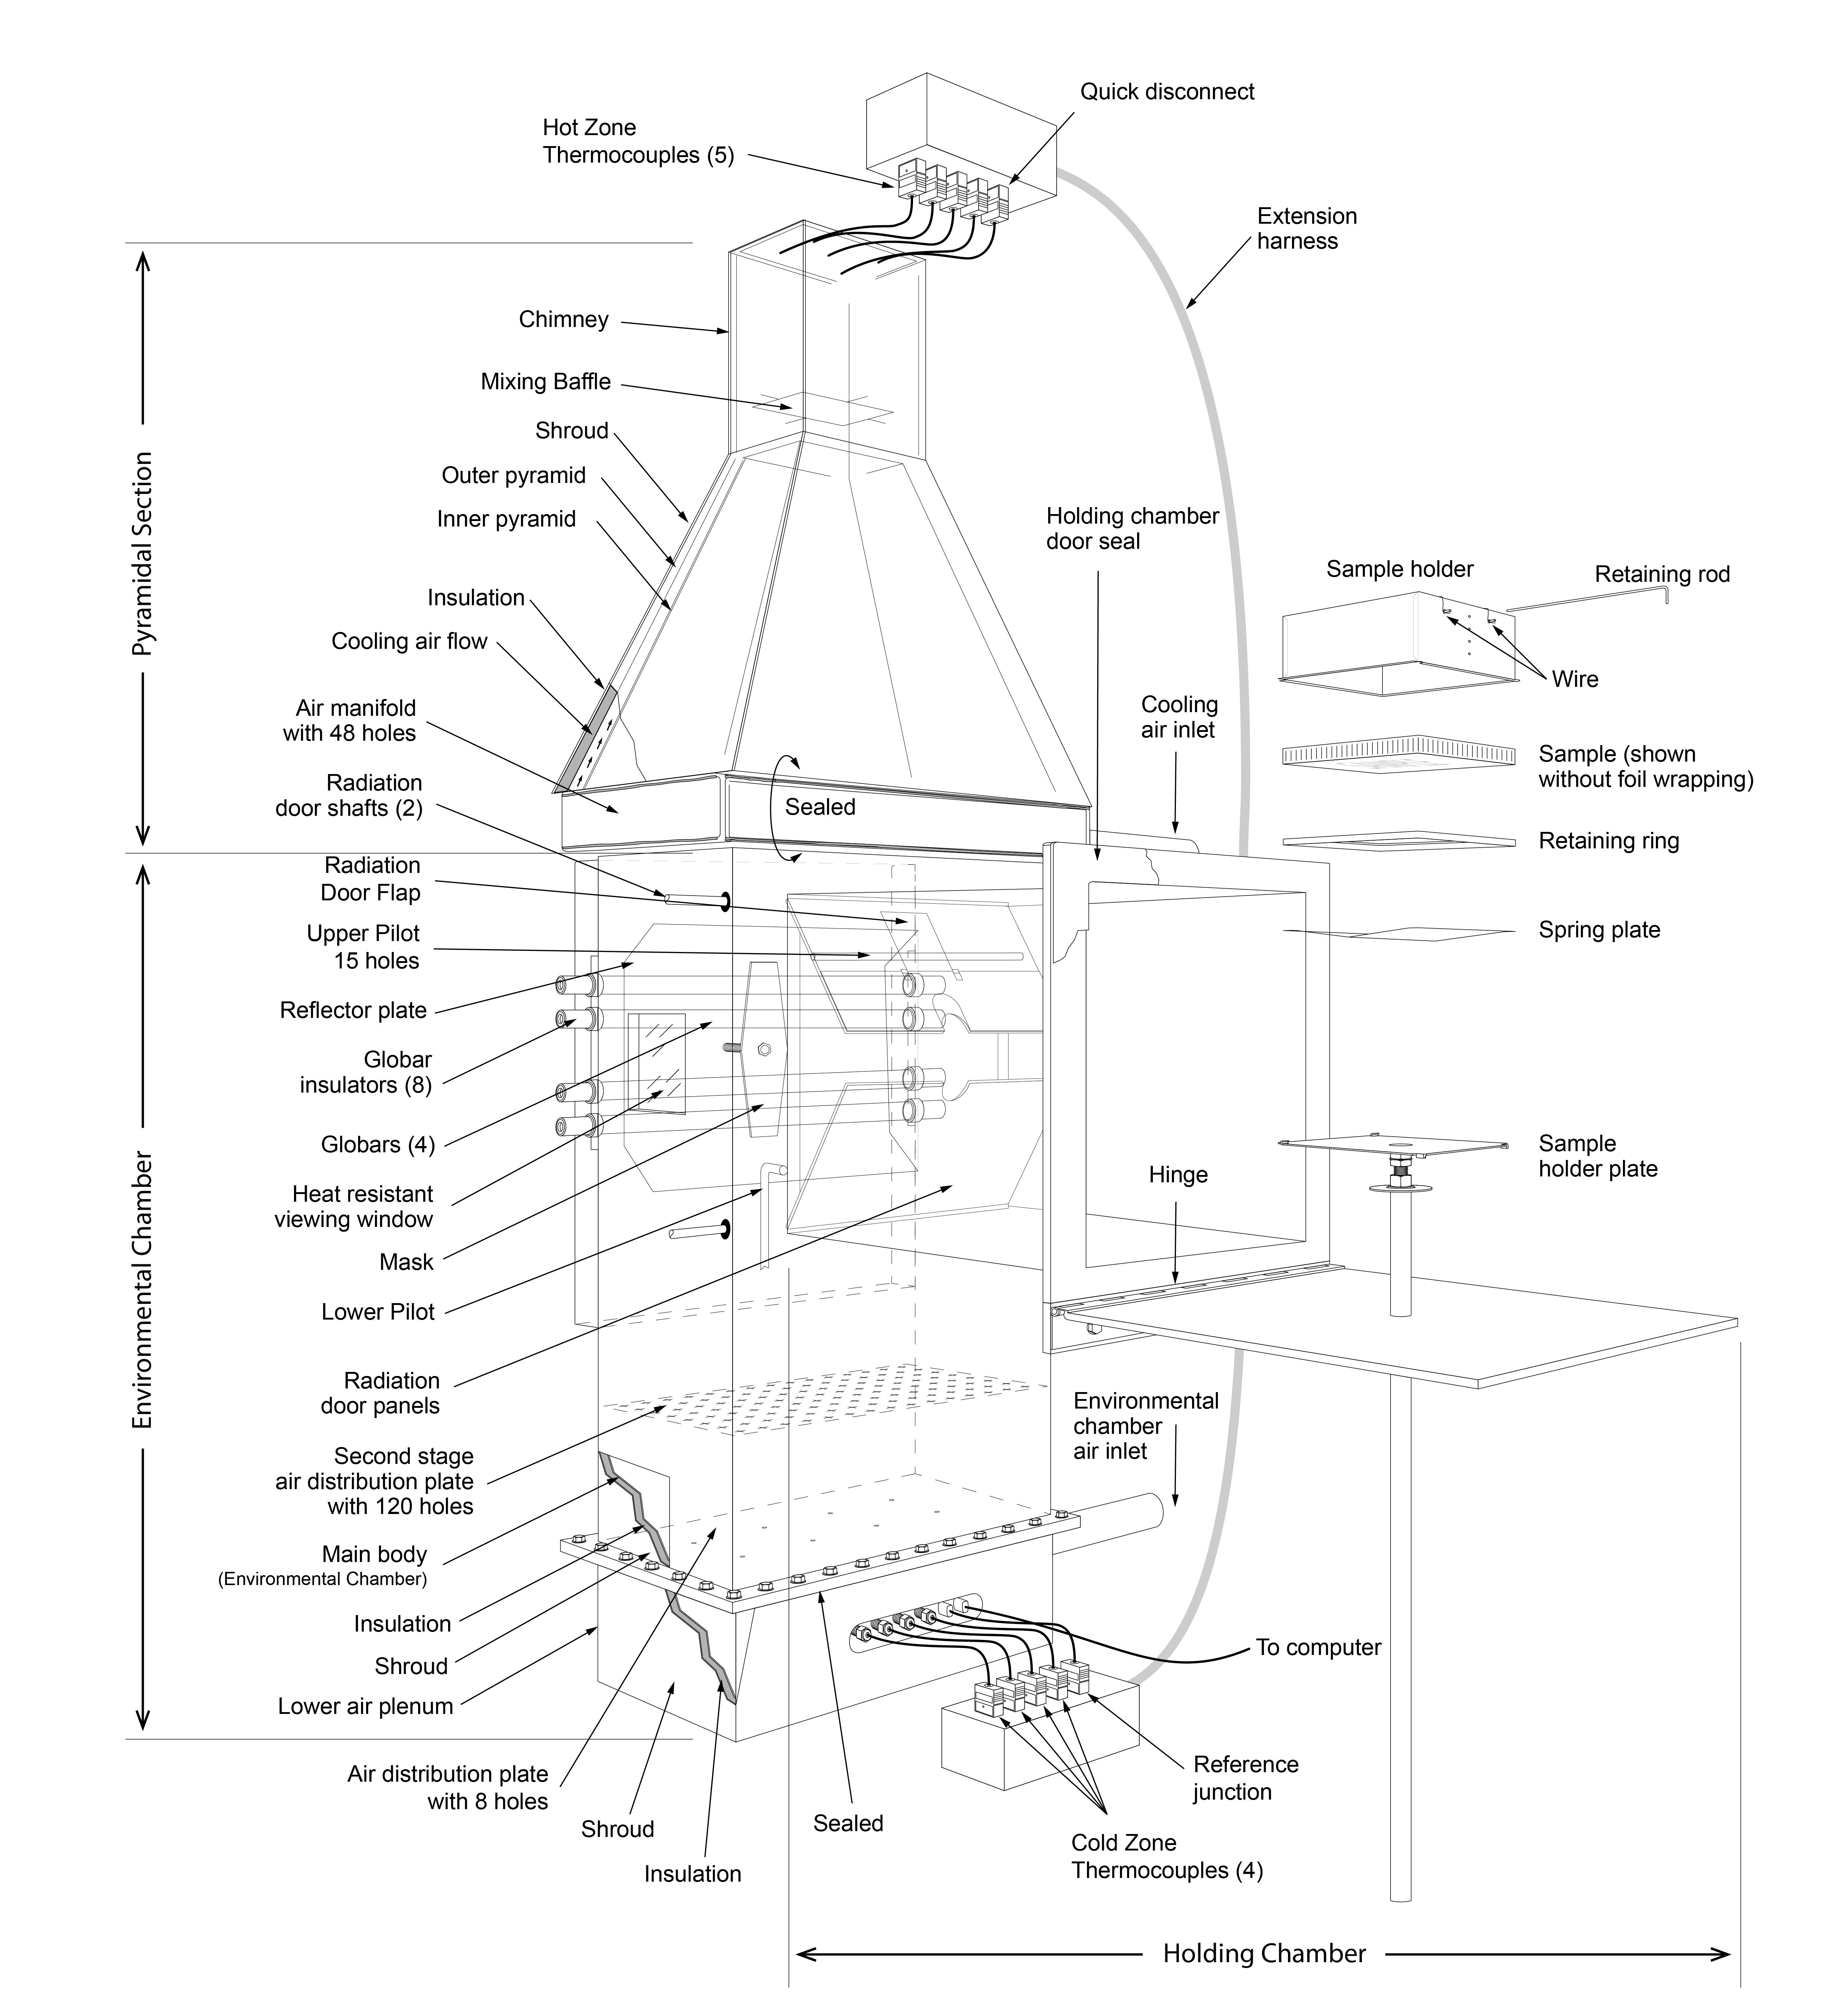 Quick disconnect
Hot Zone
Thermocouples (5)
Extension
harness
Chimney
Mixing Baffle
Shroud
Outer pyramid
Inner pyramid
Insulation
Cooling air flow
Air manifold
with 48 holes
Radiation
door shafts (2)
Radiation
Door Flap
Upper Pilot
15 holes
Reflector plate
Globar
insulators (8)
Globars (4)
Heat resistant
viewing window
Mask
Lower Pilot
Radiation
door panels
Second stage
air distribution plate
with 120 holes
Main body
(Environmental Chamber)
Insulation
Shroud
Lower air plenum
Air distribution plate
with 8 holes
Shroud
Insulation
Pyramidal Section
Environmental Chamber
Sealed
Holding chamber
door seal
Cooling
air inlet
Sample holder
Retaining rod
Wire
Sample (shown
without foil wrapping)
Retaining ring
Spring plate
Sample
holder plate
Hinge
Environmental
chamber
air inlet
To computer
Reference
junction
Sealed
Cold Zone
Thermocouples (4)
Holding Chamber